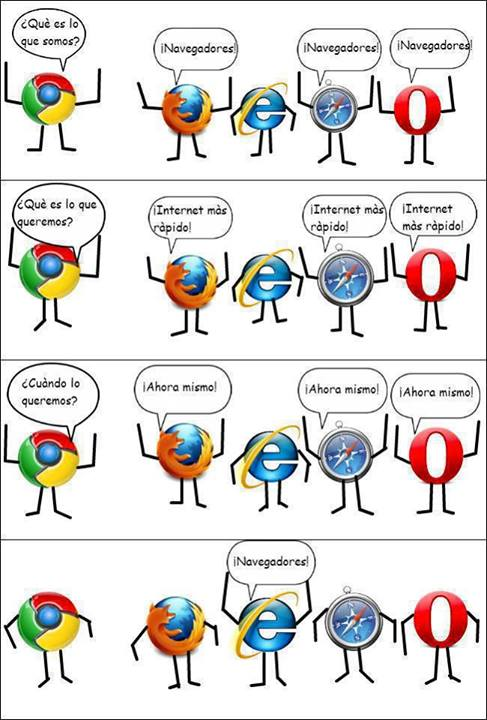 ¿Què es lo
que somos?
¡Navegadores!
¡Navegadores!
¡Navegadores!
¿Què es lo que
queremos?
¡Internet màs
ràpido!
¡Internet màs
ràpido!
¡Internet
màs ràpido!
¿Cuàndo lo
queremos?
¡Ahora mismo!
¡Ahora mismo!
¡Ahora mismo!
¡Navegadores!